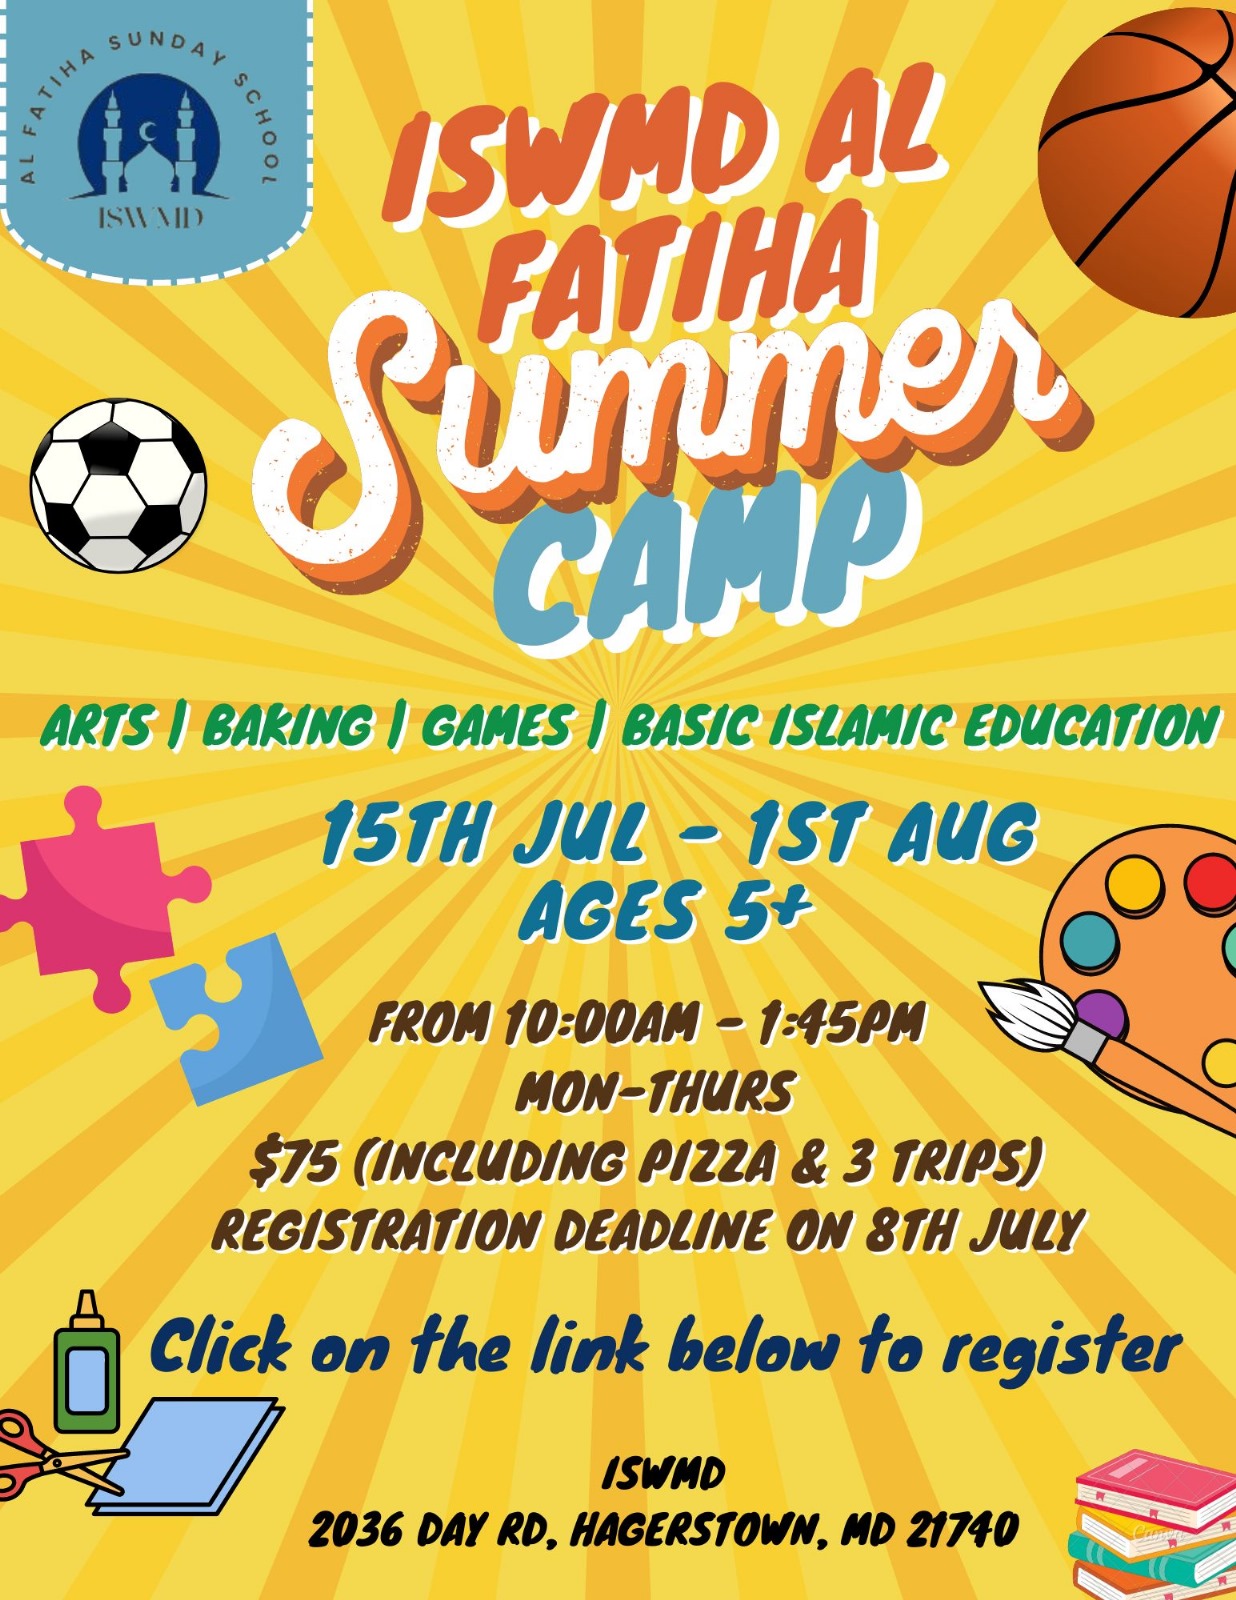 AL FATIHA SUNDAY SCHOOL
ISWMD
ISWMD AL
FATIHA
Summer
CAMP
ARTS | BAKING | GAMES | BASIC ISLAMIC EDUCATION
15TH JUL - 1ST AUG
AGES 5+
FROM 10:00AM - 1:45PM
MON-THURS
$75 (INCLUDING PIZZA & 3 TRIPS)
REGISTRATION DEADLINE ON 8TH JULY
Click on the link below to register
ISWMD
2036 DAY RD, HAGERSTOWN, MD 21740
Canva